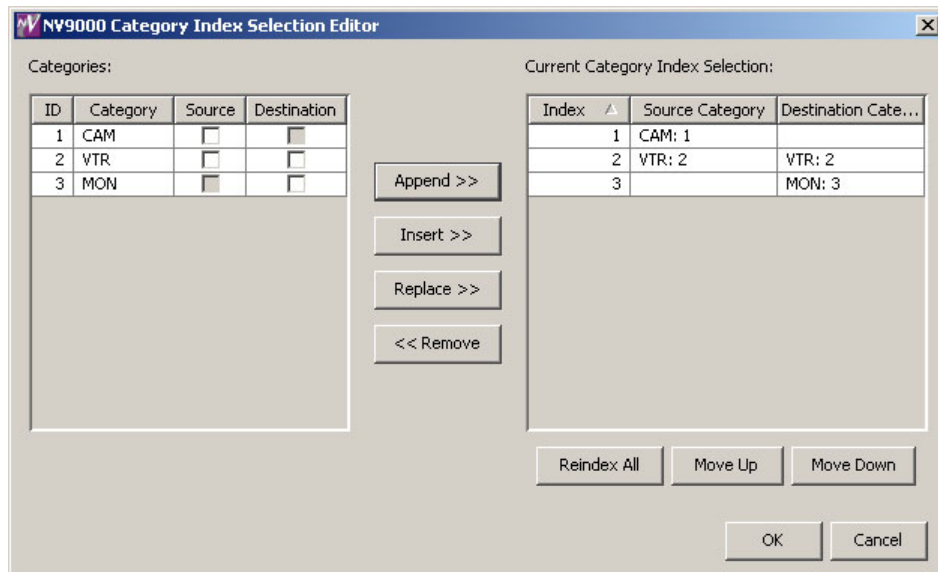 NV9000 Category Index Selection Editor
Categories:
Current Category Index Selection:
ID Category Source Destination
1 CAM
2 VTR
3 MON
Append >>
Insert >>
Replace >>
<< Remove
Index Source Category Destination Cate...
1 CAM: 1
2 VTR: 2 VTR: 2
3 MON: 3
Reindex All Move Up Move Down
OK Cancel